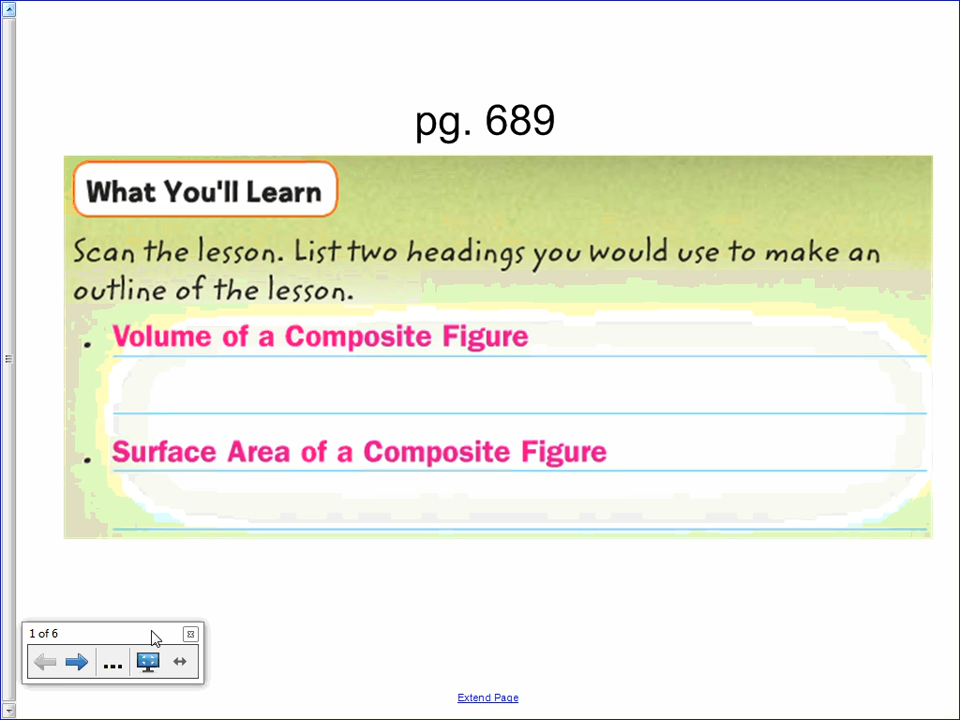 pg. 689
What You'll Learn
Scan the lesson. List two headings you would use to make an
outline of the lesson.
• Volume of a Composite Figure
• Surface Area of a Composite Figure
1 of 6
...
Extend Page